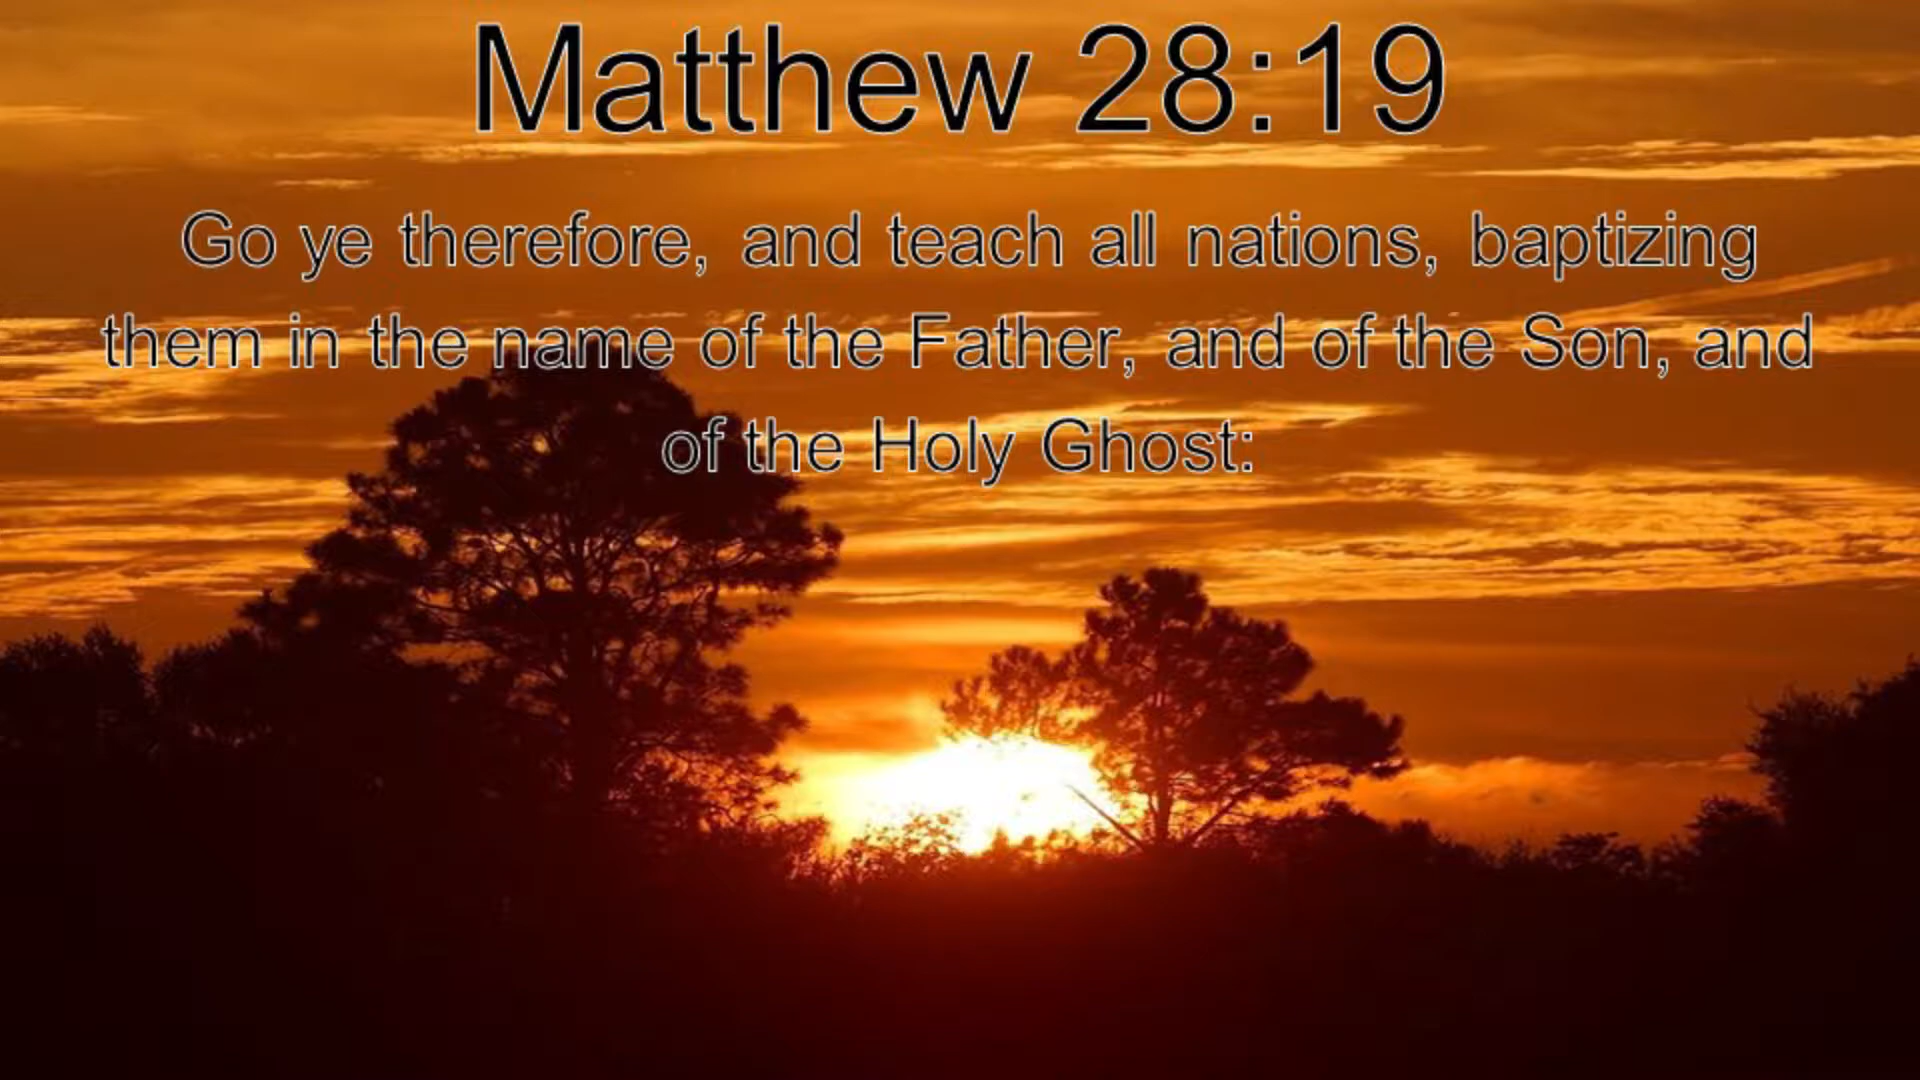 Matthew 28:19
Go ye therefore, and teach all nations, baptizing
them in the name of the Father, and of the Son, and
of the Holy Ghost: